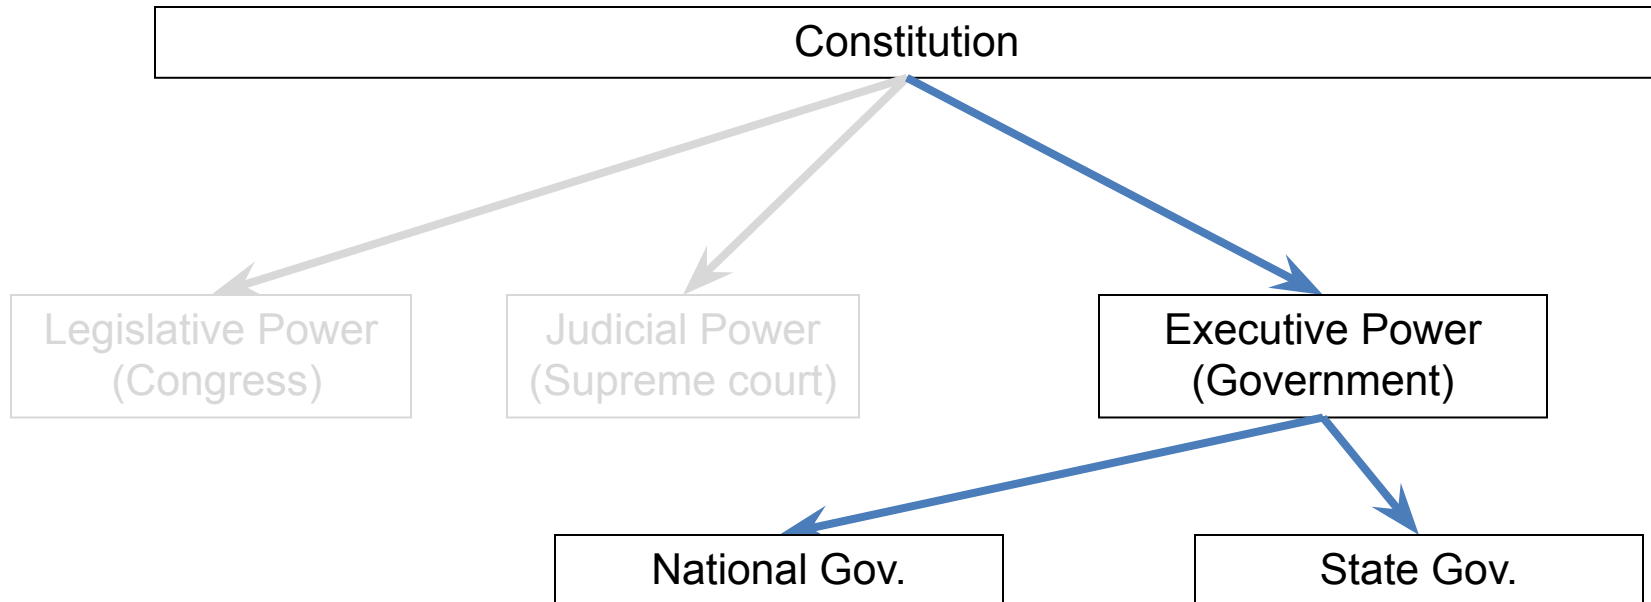 Constitution
Legislative Power
(Congress)
Judicial Power
(Supreme court)
Executive Power
(Government)
National Gov.
State Gov.